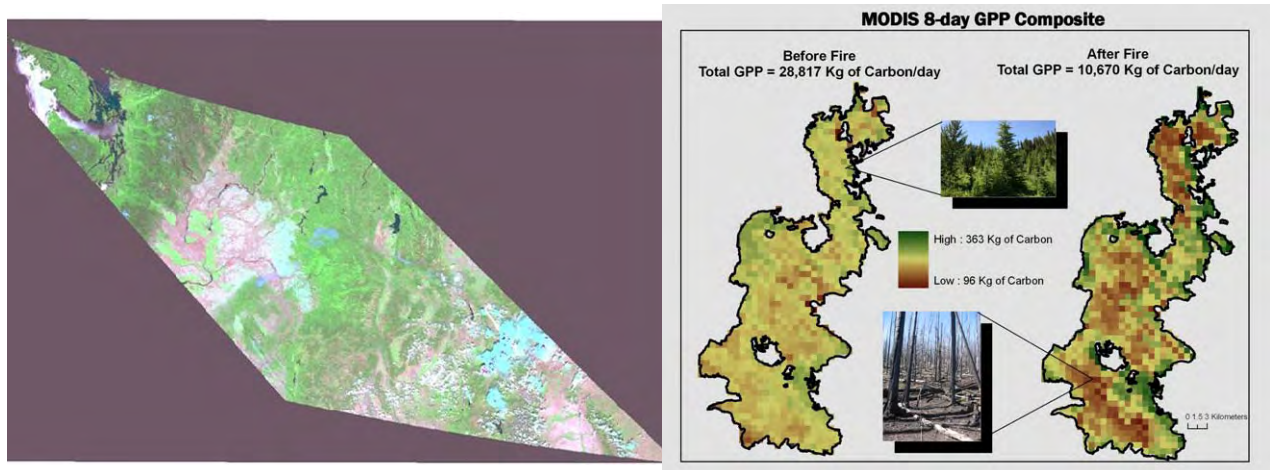 MODIS 8-day GPP Composite
Before Fire
Total GPP = 28,817 Kg of Carbon/day
After Fire
Total GPP = 10,670 Kg of Carbon/day
High : 363 Kg of Carbon
Low : 96 Kg of Carbon
0 1.5 3 Kilometers